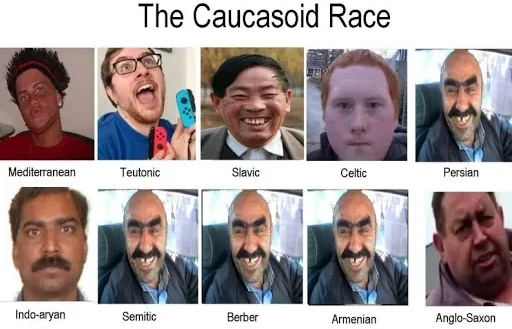 The Caucasoid Race
Mediterranean
Teutonic
Slavic
Celtic
Persian
Indo-aryan
Semitic
Berber
Armenian
Anglo-Saxon